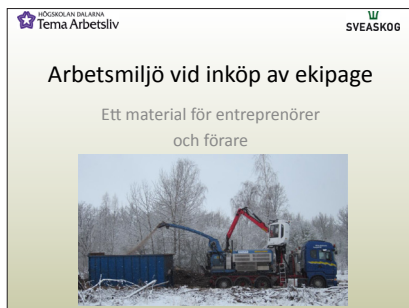 HÖGSKOLAN DALARNA
Tema Arbetsliv
SVEASKOG
Arbetsmiljö vid inköp av ekipage
Ett material för entreprenörer
och förare